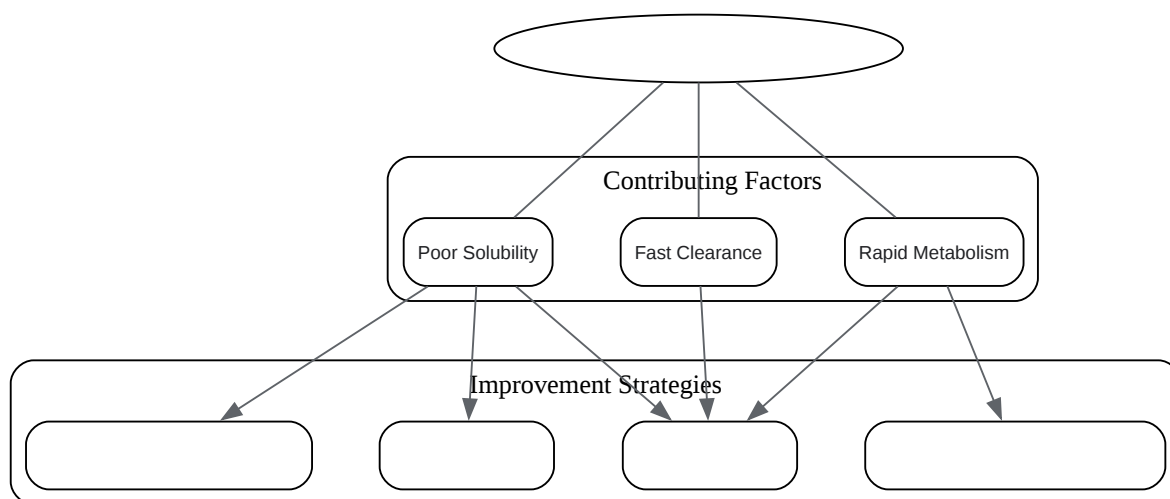 Contributing Factors
Poor Solubility
Fast Clearance
Rapid Metabolism
Improvement Strategies